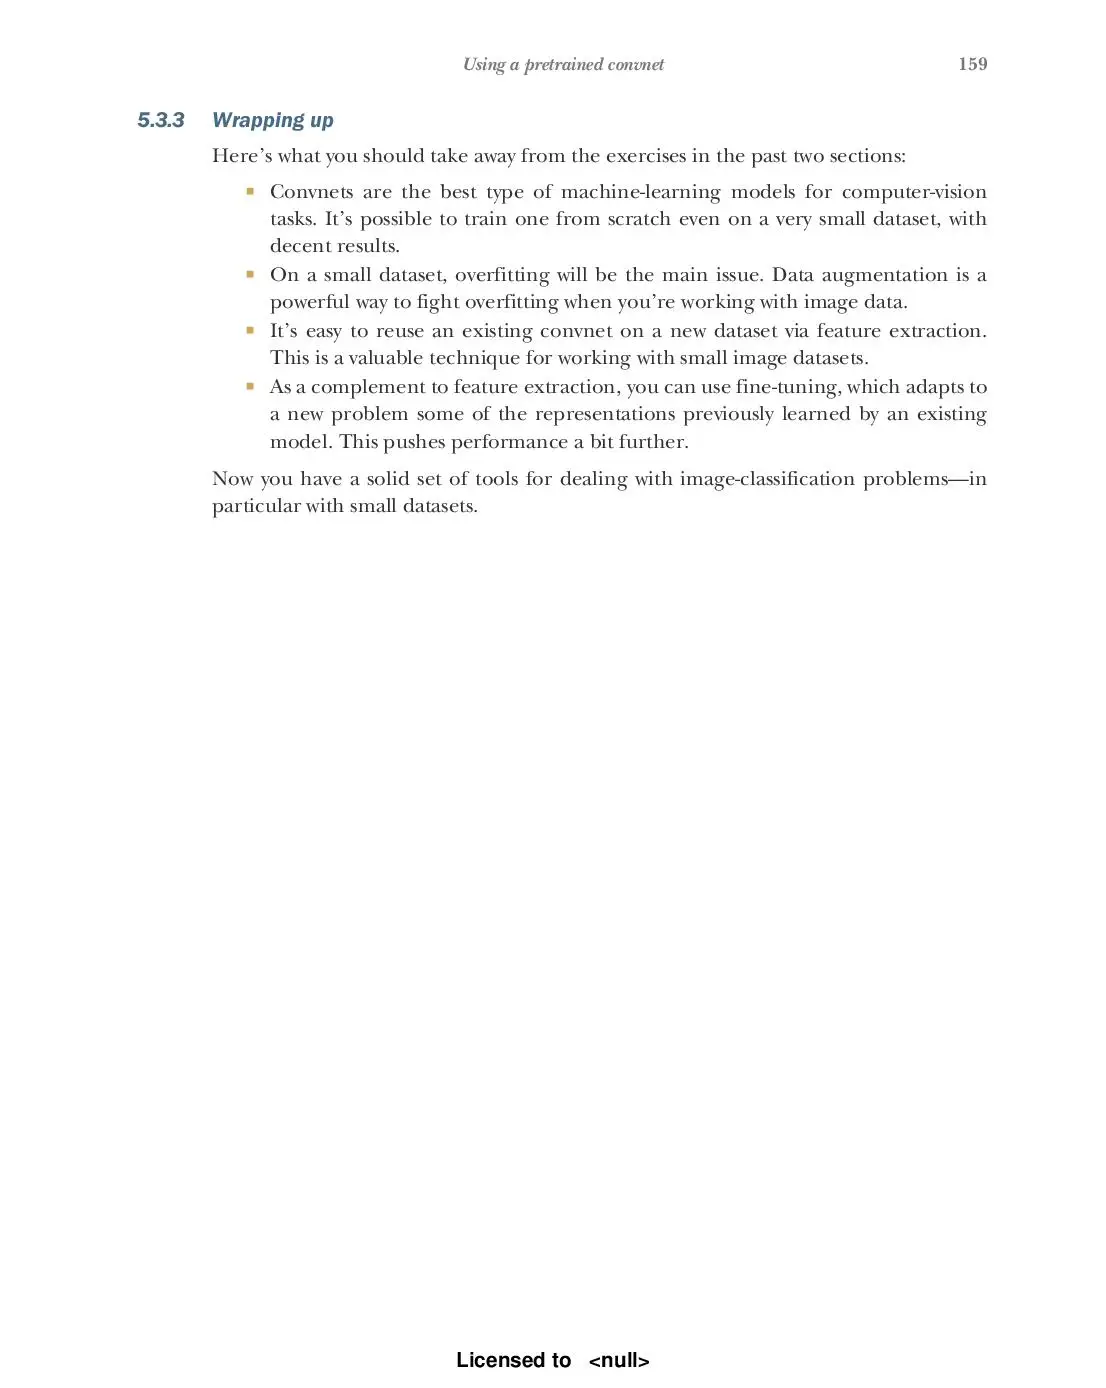 Using a pretrained convnet 159
5.3.3 Wrapping up
Here’s what you should take away from the exercises in the past two sections:
■ Convnets are the best type of machine-learning models for computer-vision
tasks. It’s possible to train one from scratch even on a very small dataset, with
decent results.
■ On a small dataset, overfitting will be the main issue. Data augmentation is a
powerful way to fight overfitting when you’re working with image data.
■ It’s easy to reuse an existing convnet on a new dataset via feature extraction.
This is a valuable technique for working with small image datasets.
■ As a complement to feature extraction, you can use fine-tuning, which adapts to
a new problem some of the representations previously learned by an existing
model. This pushes performance a bit further.
Now you have a solid set of tools for dealing with image-classification problems—in
particular with small datasets.
Licensed to <null>